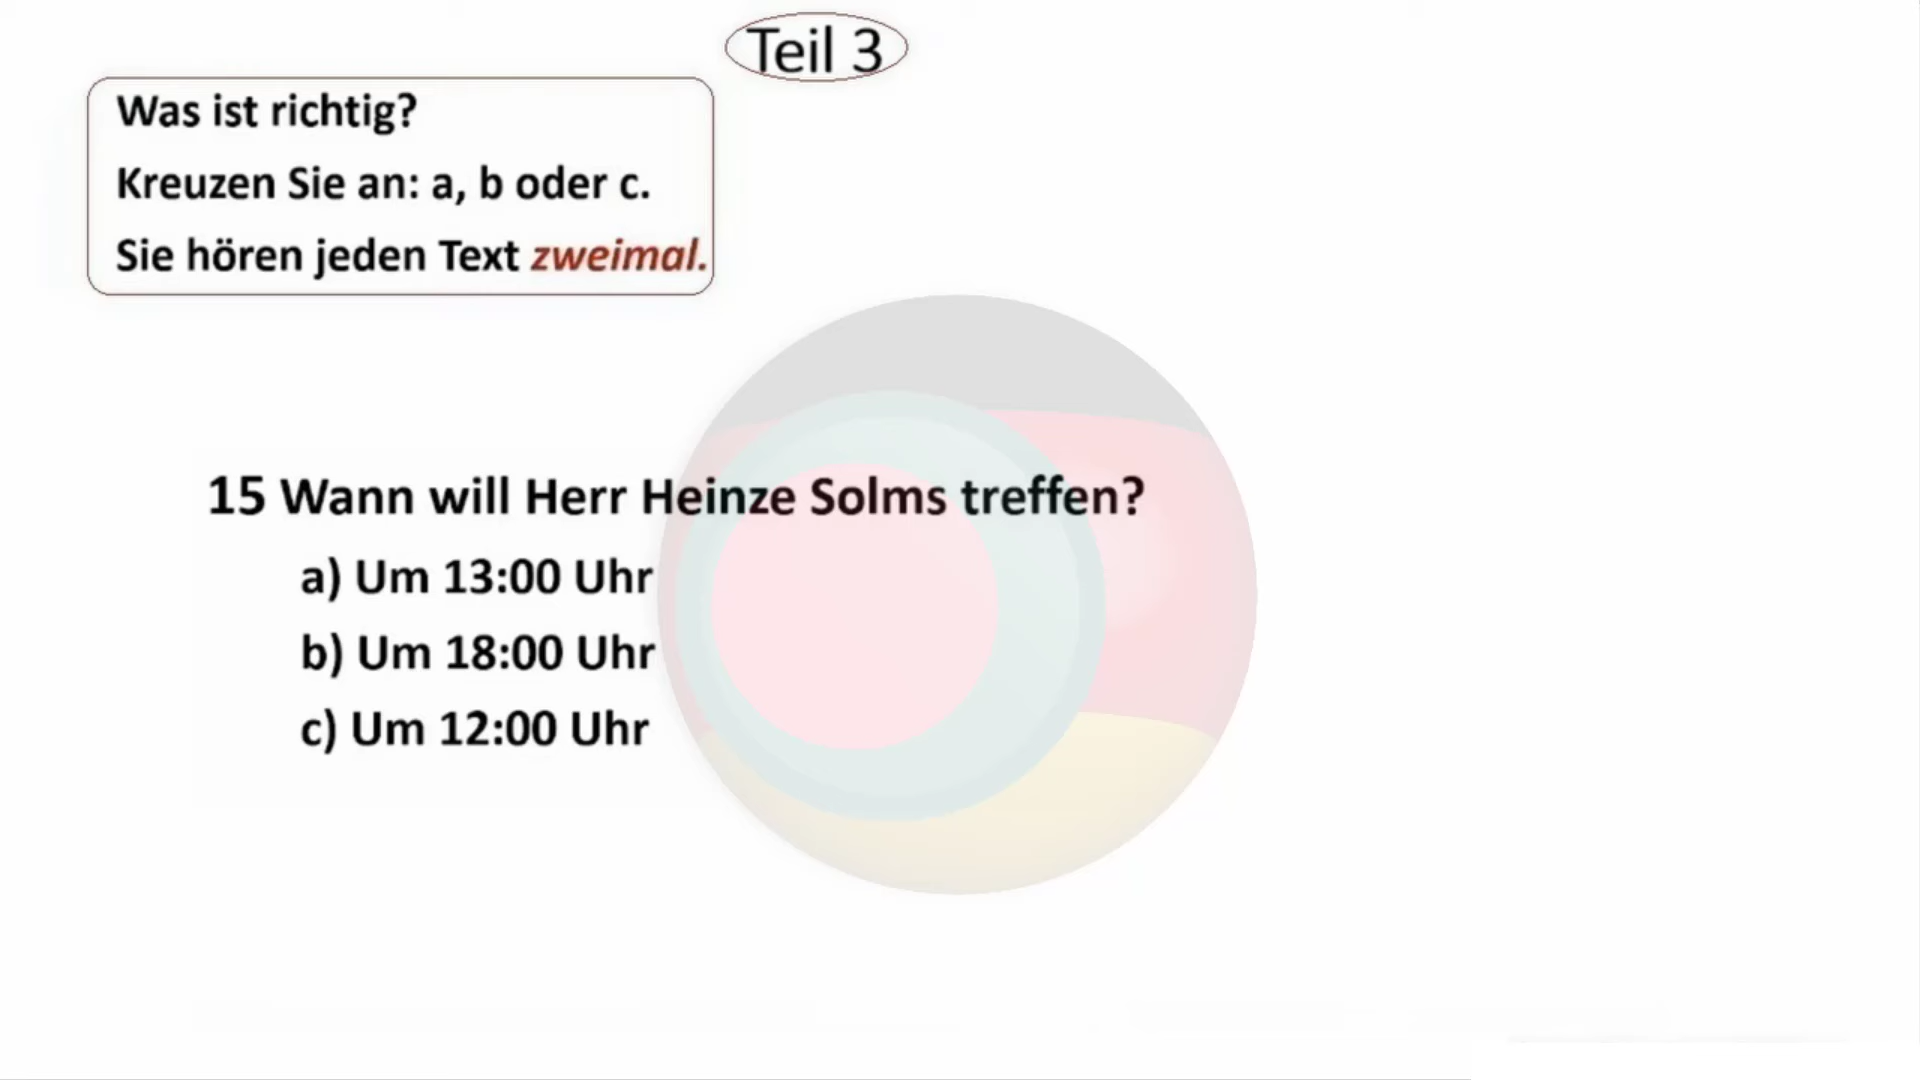 Teil 3
Was ist richtig?
Kreuzen Sie an: a, b oder c.
Sie hören jeden Text zweimal.
15 Wann will Herr Heinze Solms treffen?
a) Um 13:00 Uhr
b) Um 18:00 Uhr
c) Um 12:00 Uhr